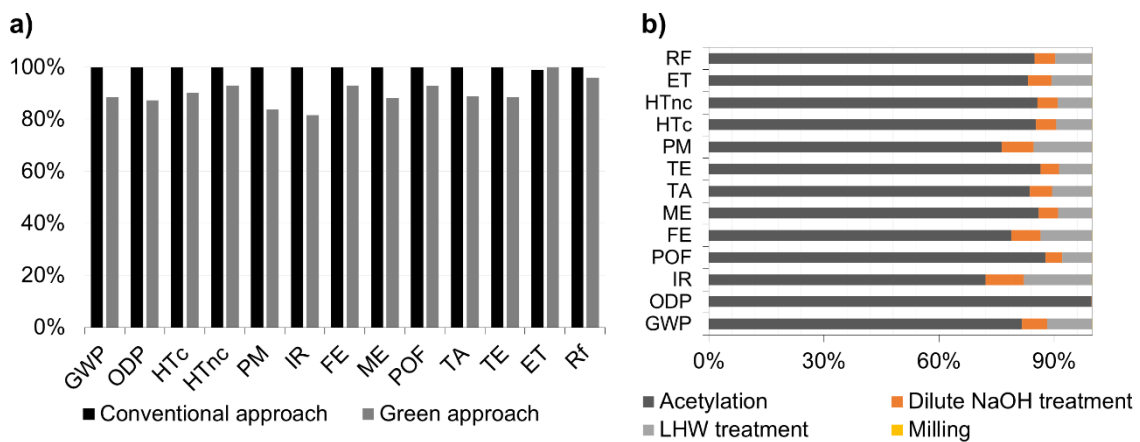 a)
100%
80%
60%
40%
20%
0%
GWP
ODP
HTc
HTnc
PM
IR
FE
ME
POF
TA
TE
ET
Rf
Conventional approach
Green approach
b)
RF
ET
HTnc
HTc
PM
TE
TA
ME
FE
POF
IR
ODP
GWP
0% 30% 60% 90%
Acetylation
Dilute NaOH treatment
LHW treatment
Milling